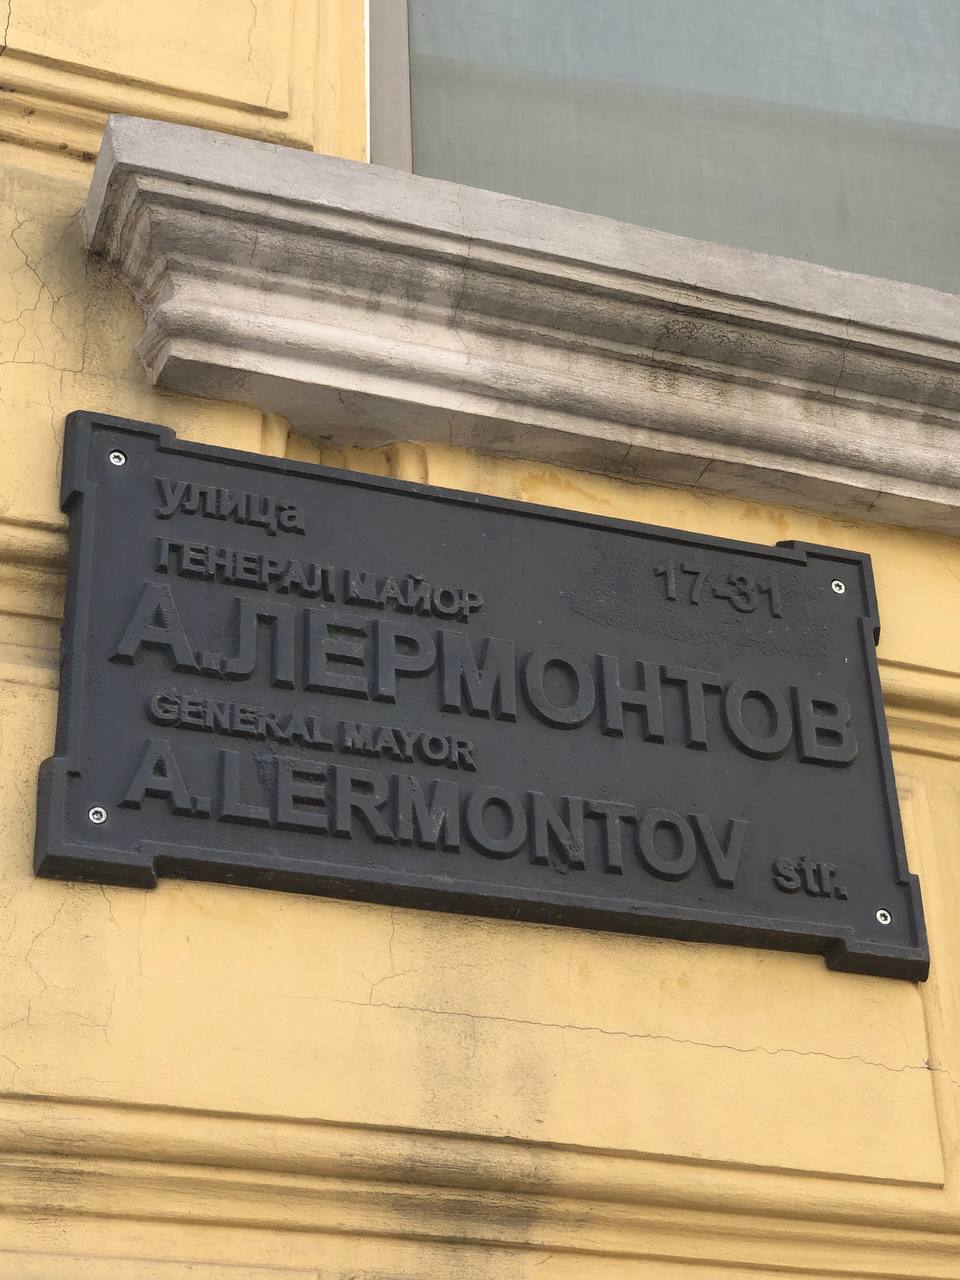 улица
17-31
ГЕНЕРАЛ МАЙОР
А.ЛЕРМОНТОВ
GENERAL MAYOR
A.LERMONTOV str.